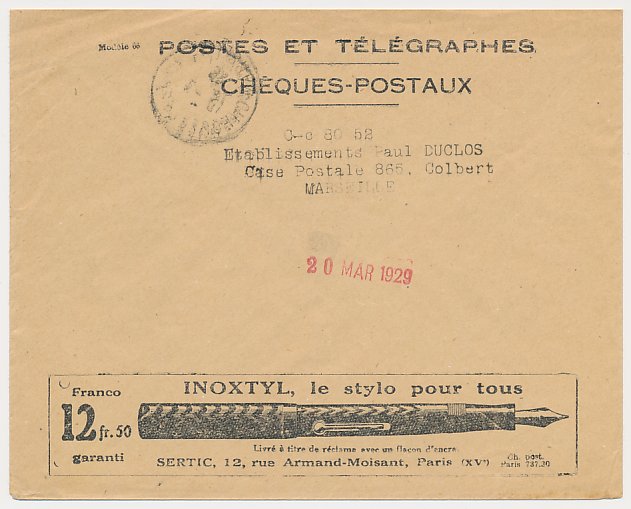 Modèle 66
POSTES ET TÉLÉGRAPHES
CHÈQUES-POSTAUX
C-c 80 52
Etablissements Paul DUCLOS
Case Postale 865, Colbert
MARSEILLE
20 MAR 1929
INOXTYL, le stylo pour tous
Franco
12 fr. 50
garanti
Livré à titre de réclame avec un flacon d'encre.
SERTIC, 12, rue Armand-Moisant, Paris (XVᵉ)
Ch. post.
Paris 737.30